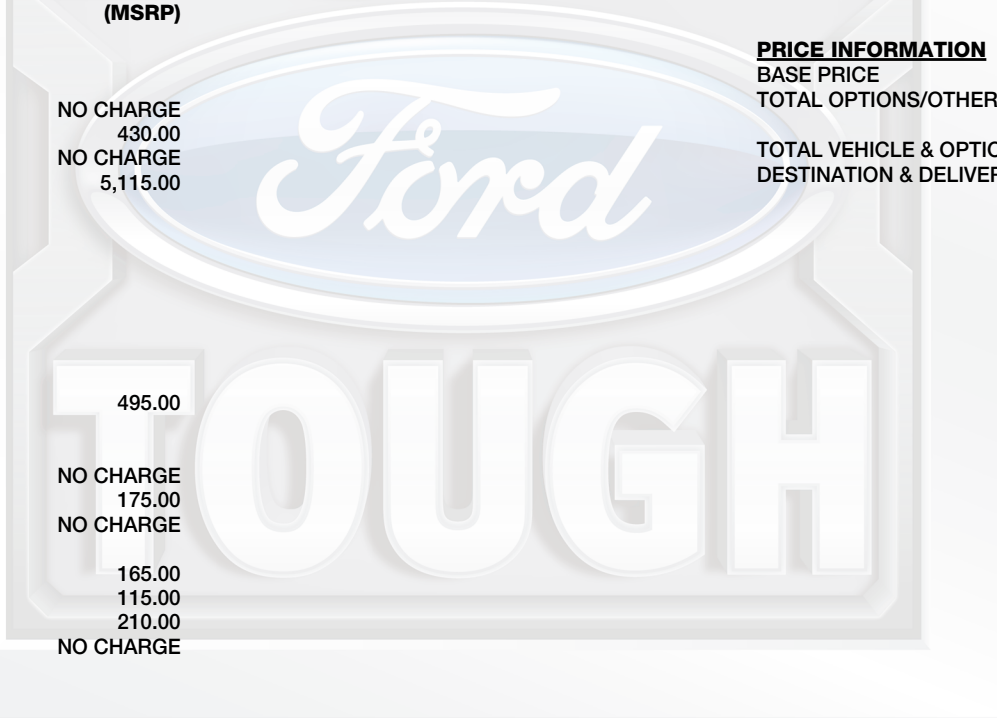 (MSRP)
NO CHARGE
430.00
NO CHARGE
5,115.00
495.00
NO CHARGE
175.00
NO CHARGE
165.00
115.00
210.00
NO CHARGE
PRICE INFORMATION
BASE PRICE
TOTAL OPTIONS/OTHER
TOTAL VEHICLE &
DESTINATION &
Ford
TOUGH